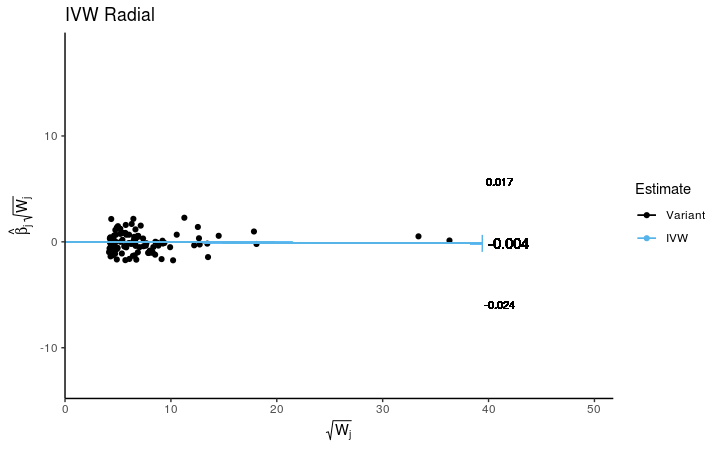 IVW Radial
β̂ⱼ√Wⱼ
10
0
-10
0.017
-0.004
-0.024
Estimate
Variant
IVW
0
10
20
30
40
50
√Wⱼ